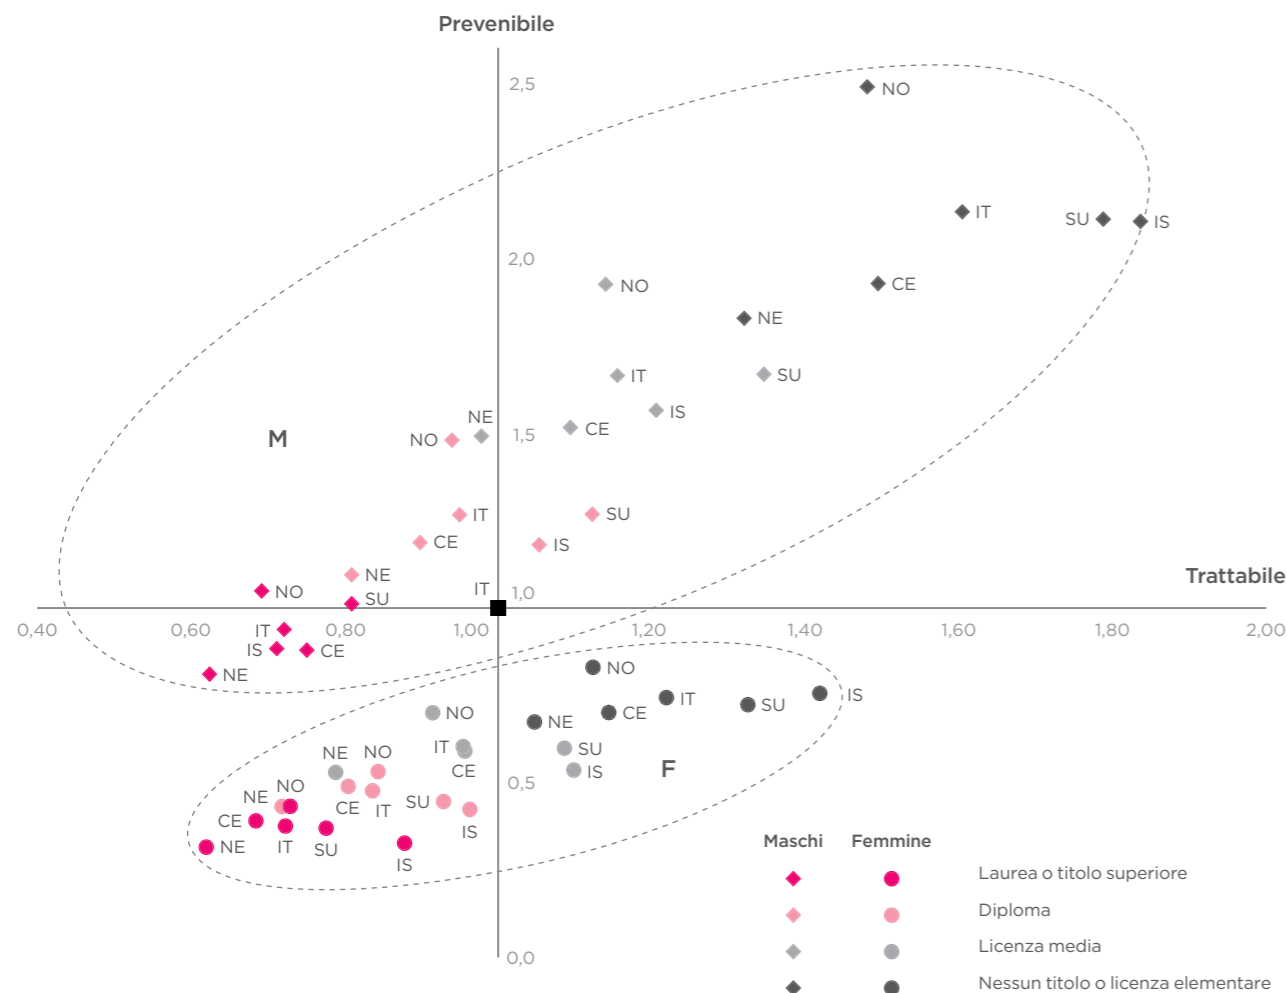 Prevenibile
2,5
NO
IT
SU
IS
2,0
NO
CE
NE
IT
SU
IS
NE
1,5
CE
M
NO
IT
SU
CE
IS
NE
Trattabile
NO
SU
IT
1,0
0,40
0,60
0,80
1,00
1,20
1,40
1,60
1,80
2,00
IT
IS
CE
NE
NO
IT
SU
IS
NO
NE
CE
IT
SU
NE
NO
CE
IS
F
0,5
NE
NO
CE
IT
SU
IS
CE
NE
IT
SU
IS
Maschi
Femmine
Laurea o titolo superiore
Diploma
Licenza media
0,0
Nessun titolo o licenza elementare